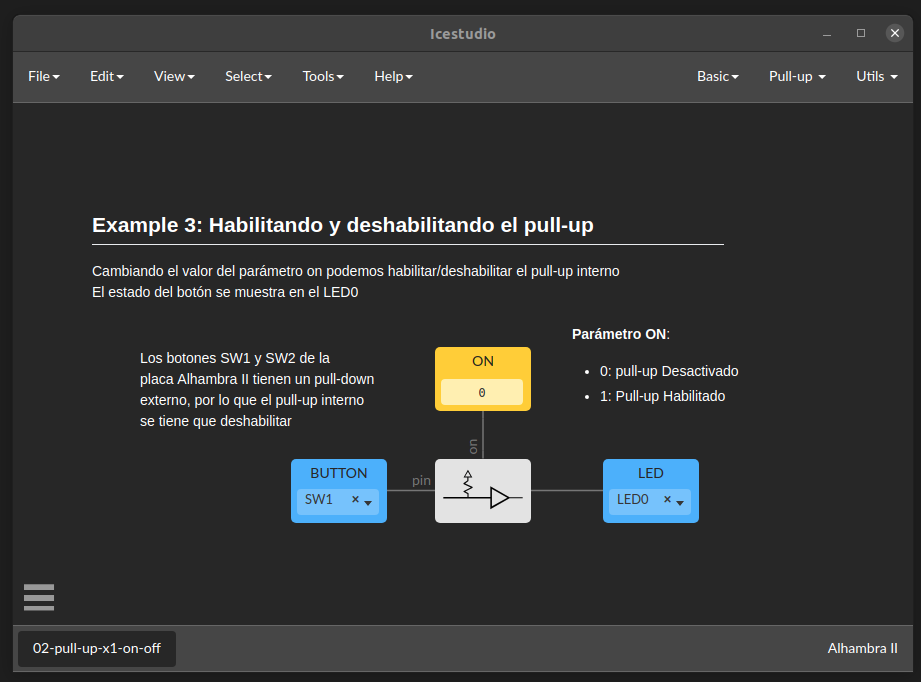 Icestudio
File Edit View Select Tools Help Basic Pull-up Utils
Example 3: Habilitando y deshabilitando el pull-up
Cambiando el valor del parámetro on podemos habilitar/deshabilitar el pull-up interno
El estado del botón se muestra en el LED0
Los botones SW1 y SW2 de la
placa Alhambra II tienen un pull-down
externo, por lo que el pull-up interno
se tiene que deshabilitar
ON
0
Parámetro ON:
• 0: pull-up Desactivado
• 1: Pull-up Habilitado
on
BUTTON
SW1
pin
LED
LED0
02-pull-up-x1-on-off
Alhambra II